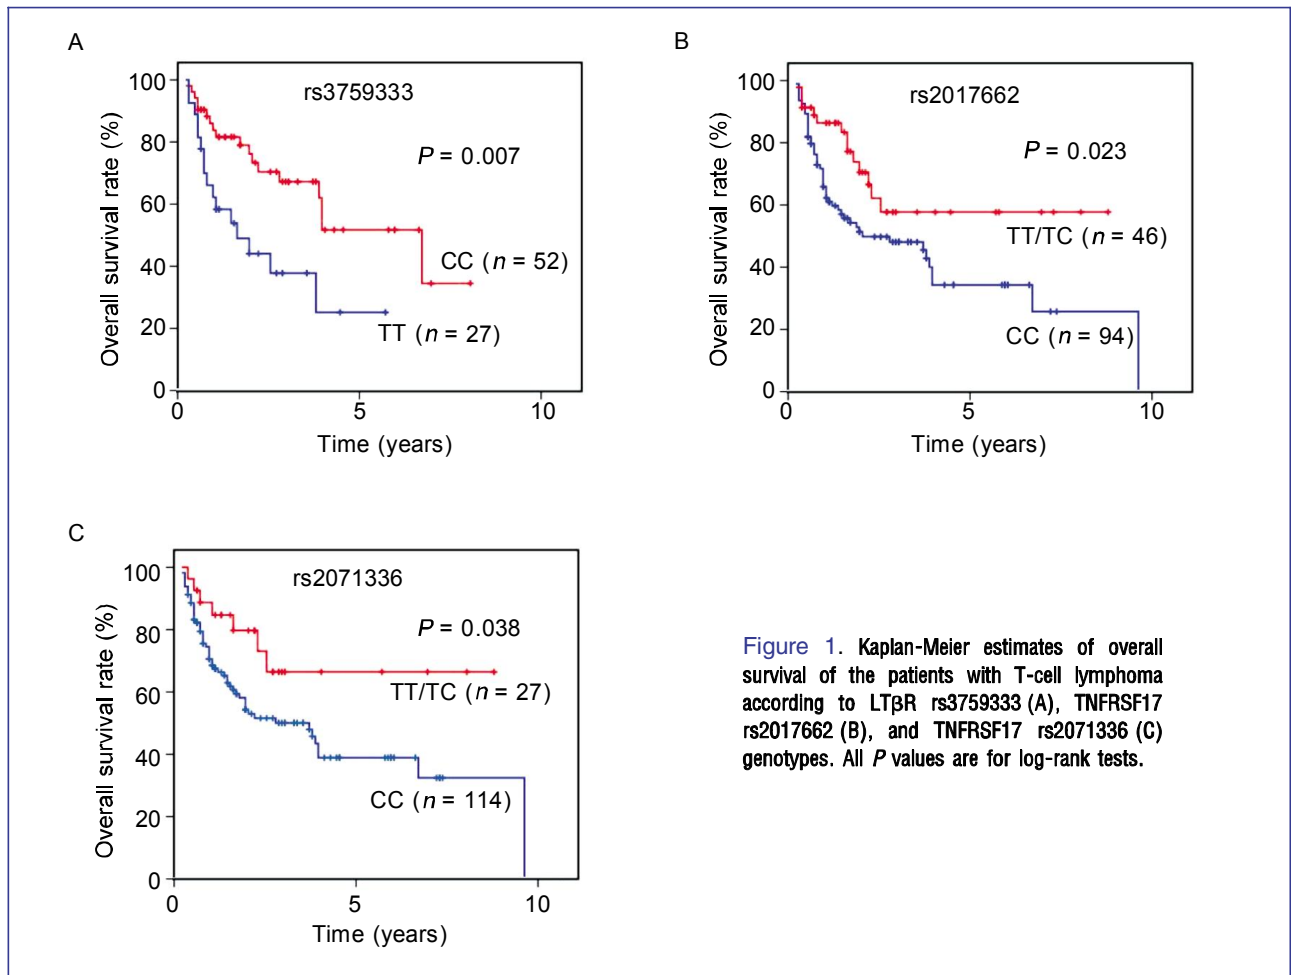 A
rs3759333
P = 0.007
CC (n = 52)
TT (n = 27)
Overall survival rate (%)
100
80
60
40
20
0
0 5 10
Time (years)
B
rs2017662
P = 0.023
TT/TC (n = 46)
CC (n = 94)
Overall survival rate (%)
100
80
60
40
20
0
0 5 10
Time (years)
C
rs2071336
P = 0.038
TT/TC (n = 27)
CC (n = 114)
Overall survival rate (%)
100
80
60
40
20
0
0 5 10
Time (years)
Figure 1. Kaplan-Meier estimates of overall
survival of the patients with T-cell lymphoma
according to LTβR rs3759333 (A), TNFRSF17
rs2017662 (B), and TNFRSF17 rs2071336 (C)
genotypes. All P values are for log-rank tests.